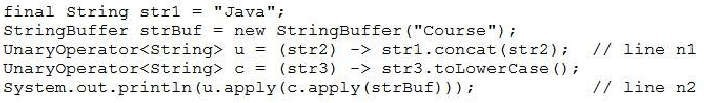 final String str1 = "Java";
StringBuffer strBuf = new StringBuffer("Course");
UnaryOperator<String> u = (str2) -> str1.concat(str2);  // line n1
UnaryOperator<String> c = (str3) -> str3.toLowerCase();
System.out.println(u.apply(c.apply(strBuf)));           // line n2